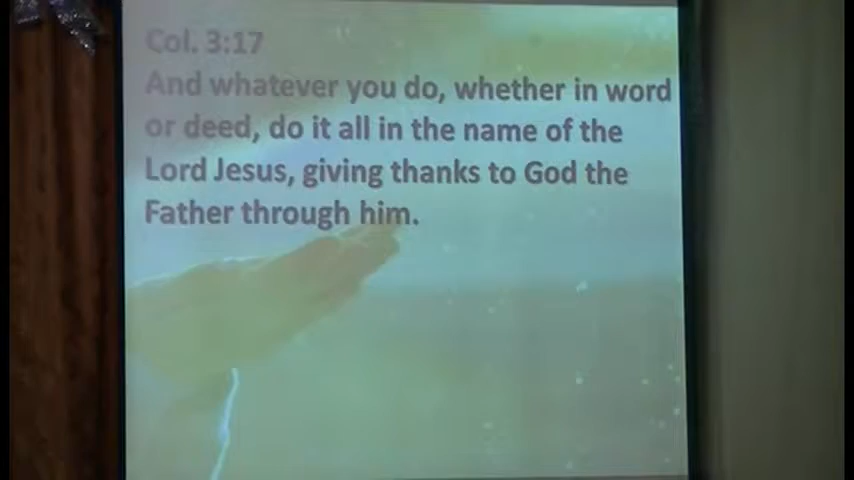 Col. 3:17
And whatever you do, whether in word
or deed, do it all in the name of the
Lord Jesus, giving thanks to God the
Father through him.